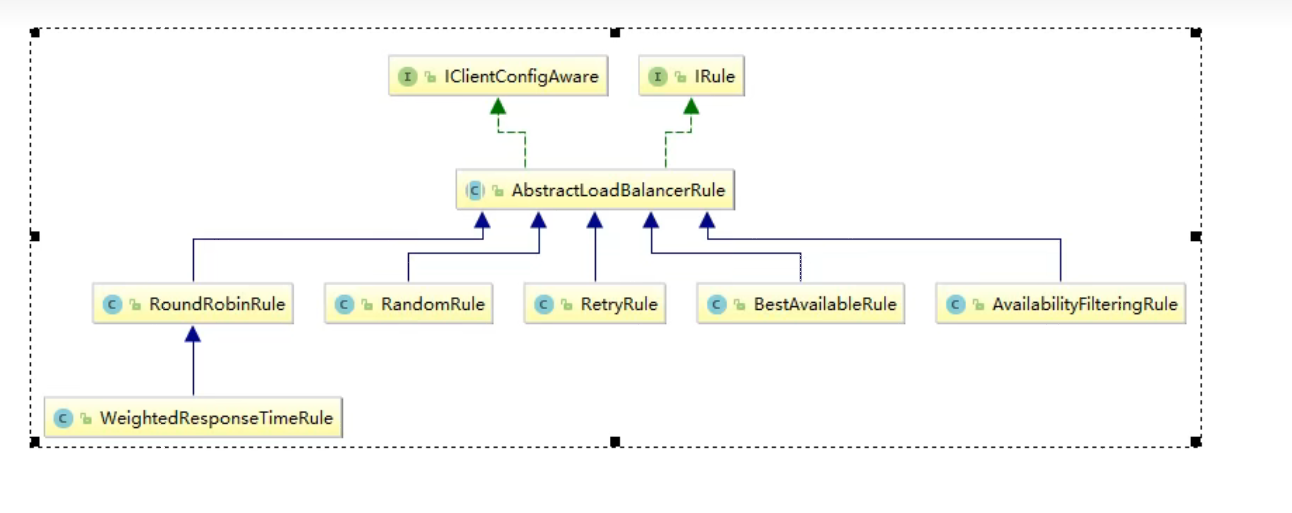 I IClientConfigAware
I IRule
C AbstractLoadBalancerRule
C RoundRobinRule
C RandomRule
C RetryRule
C BestAvailableRule
C AvailabilityFilteringRule
C WeightedResponseTimeRule